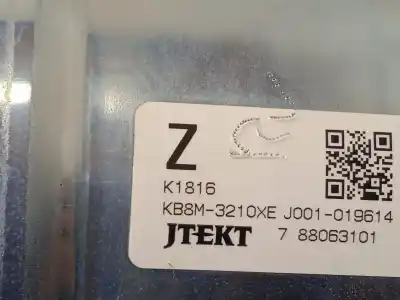 Z
K1816
KB8M-3210XE J001-019614
JTEKT 7 88063101